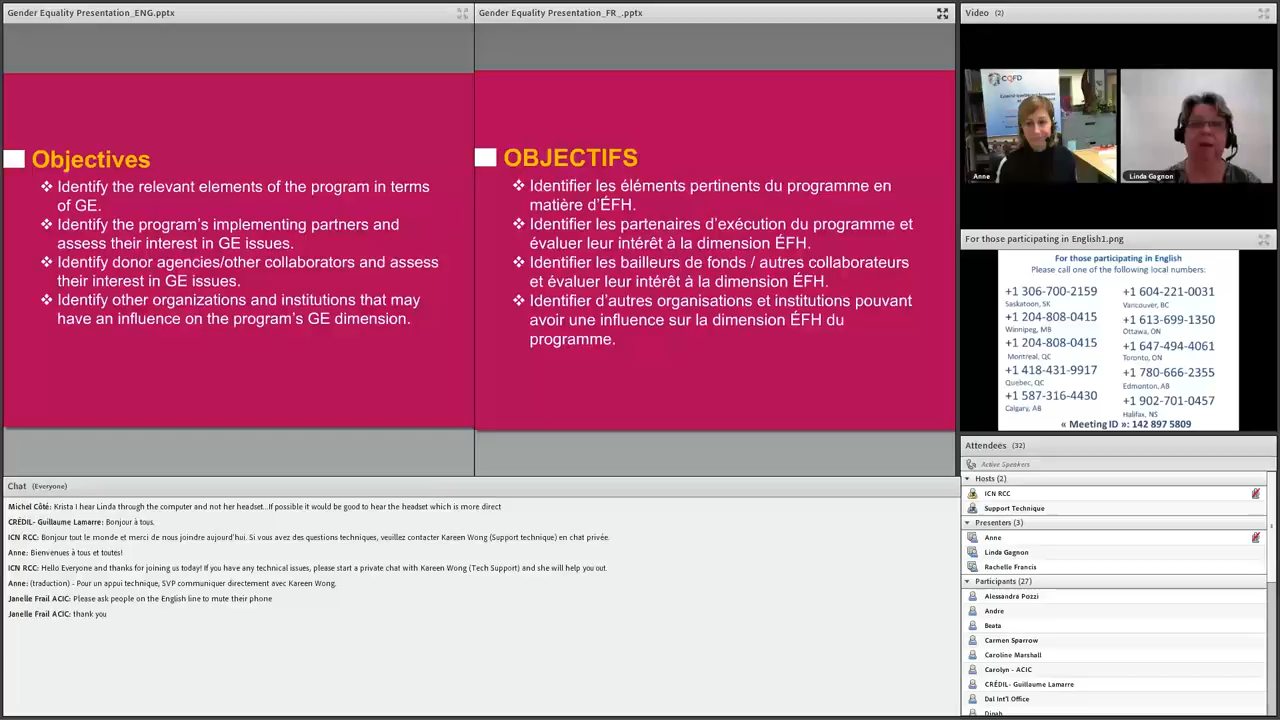 Gender Equality Presentation_ENG.pptx
Objectives
❖ Identify the relevant elements of the program in terms
of GE.
❖ Identify the program's implementing partners and
assess their interest in GE issues.
❖ Identify donor agencies/other collaborators and assess
their interest in GE issues.
❖ Identify other organizations and institutions that may
have an influence on the program's GE dimension.
Gender Equality Presentation_FR_.pptx
OBJECTIFS
❖ Identifier les éléments pertinents du programme en
matière d'ÉFH.
❖ Identifier les partenaires d'exécution du programme et
évaluer leur intérêt à la dimension ÉFH.
❖ Identifier les bailleurs de fonds / autres collaborateurs
et évaluer leur intérêt à la dimension ÉFH.
❖ Identifier d'autres organisations et institutions pouvant
avoir une influence sur la dimension ÉFH du
programme.
Video (2)
CQFD
Anne
Linda Gagnon
For those participating in English1.png
For those participating in English
Please call one of the following local numbers:
+1 306-700-2159
Saskatoon, SK
+1 204-808-0415
Winnipeg, MB
+1 204-808-0415
Montreal, QC
+1 418-431-9917
Quebec, QC
+1 587-316-4430
Calgary, AB
+1 604-221-0031
Vancouver, BC
+1 613-699-1350
Ottawa, ON
+1 647-494-4061
Toronto, ON
+1 780-666-2355
Edmonton, AB
+1 902-701-0457
Halifax, NS
« Meeting ID »: 142 897 5809
Attendees (32)
Active Speakers
Hosts (2)
ICN RCC
Support Technique
Presenters (3)
Anne
Linda Gagnon
Rachelle Francis
Participants (27)
Alessandra Pozzi
Andre
Beata
Carmen Sparrow
Caroline Marshall
Carolyn - ACIC
CRÉDIL- Guillaume Lamarre
Dal Int'l Office
Dinah
Chat (Everyone)
Michel Côté: Krista I hear Linda through the computer and not her headset...If possible it would be good to hear the headset which is more direct
CRÉDIL- Guillaume Lamarre: Bonjour à tous.
ICN RCC: Bonjour tout le monde et merci de nous joindre aujourd'hui. Si vous avez des questions techniques, veuillez contacter Kareen Wong (Support technique) en chat privée.
Anne: Bienvenues à tous et toutes!
ICN RCC: Hello Everyone and thanks for joining us today! If you have any technical issues, please start a private chat with Kareen Wong (Tech Support) and she will help you out.
Anne: (traduction) - Pour un appui technique, SVP communiquer directement avec Kareen Wong.
Janelle Frail ACIC: Please ask people on the English line to mute their phone
Janelle Frail ACIC: thank you